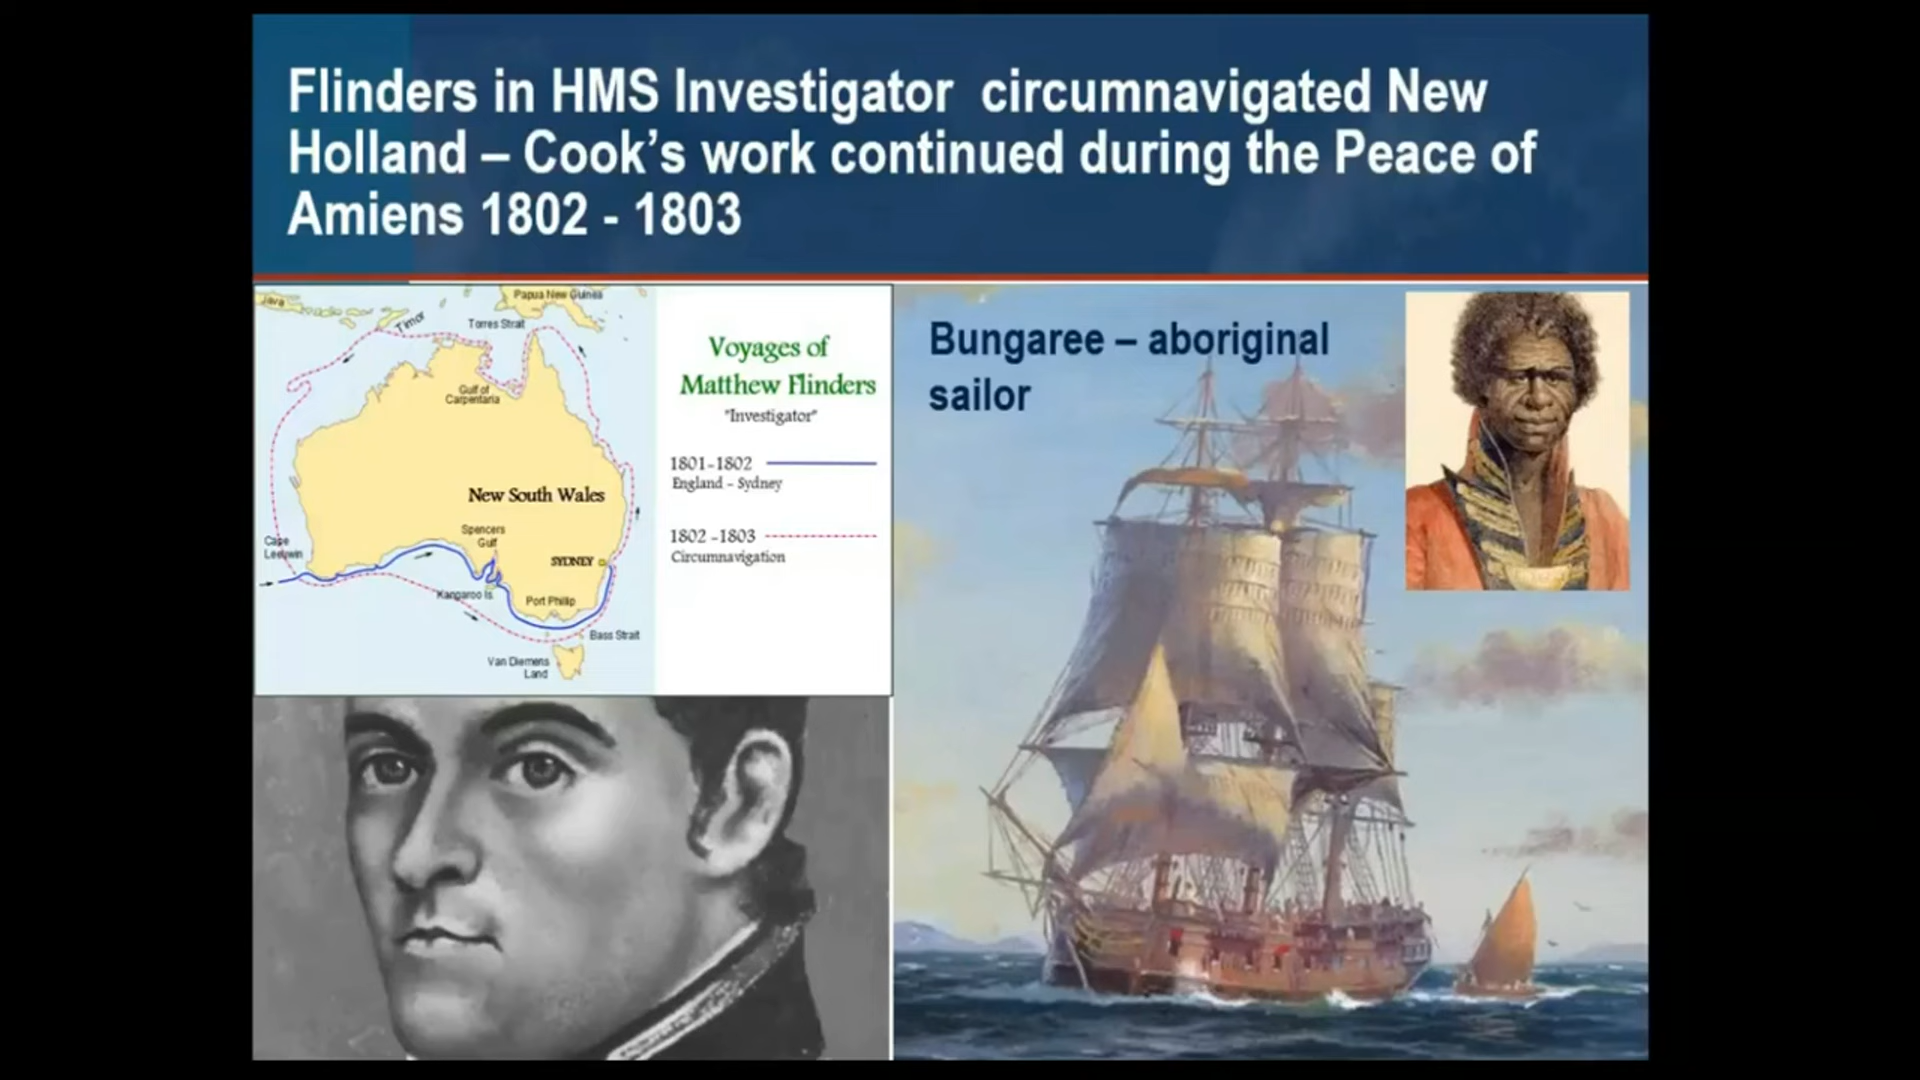 Flinders in HMS Investigator circumnavigated New
Holland – Cook's work continued during the Peace of
Amiens 1802 - 1803
Java
Timor
Papua New Guinea
Torres Strait
Gulf of
Carpentaria
New South Wales
Spencers
Gulf
SYDNEY
Cape
Leeuwin
Kangaroo Is.
Port Phillip
Bass Strait
Van Diemens
Land
Voyages of
Matthew Flinders
"Investigator"
1801-1802
England - Sydney
1802 -1803
Circumnavigation
Bungaree – aboriginal
sailor